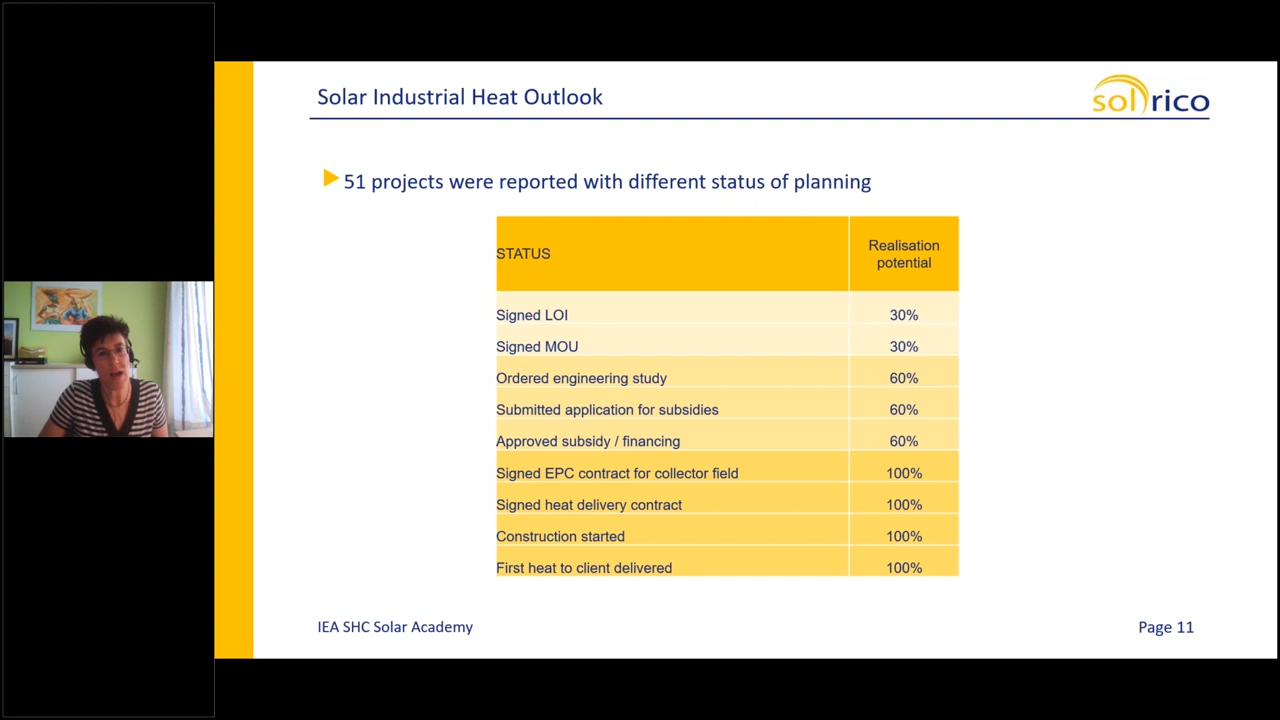 Solar Industrial Heat Outlook
solrico
51 projects were reported with different status of planning
STATUS
Realisation
potential
Signed LOI 30%
Signed MOU 30%
Ordered engineering study 60%
Submitted application for subsidies 60%
Approved subsidy / financing 60%
Signed EPC contract for collector field 100%
Signed heat delivery contract 100%
Construction started 100%
First heat to client delivered 100%
IEA SHC Solar Academy
Page 11